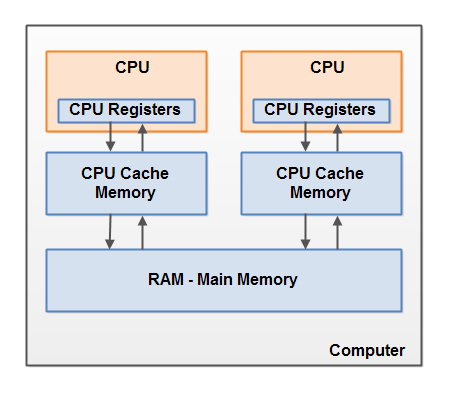 CPU
CPU
CPU Registers
CPU Registers
CPU Cache
Memory
CPU Cache
Memory
RAM - Main Memory
Computer